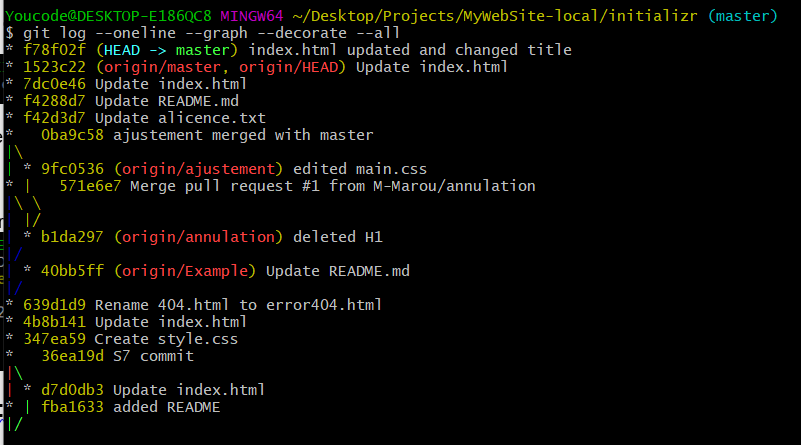 Youcode@DESKTOP-E186QC8 MINGW64 ~/Desktop/Projects/MyWebSite-local/initializr (master)
$ git log --oneline --graph --decorate --all
* f78f02f (HEAD -> master) index.html updated and changed title
* 1523c22 (origin/master, origin/HEAD) Update index.html
* 7dc0e46 Update index.html
* f4288d7 Update README.md
* f42d3d7 Update alicence.txt
*   0ba9c58 ajustement merged with master
|\
| * 9fc0536 (origin/ajustement) edited main.css
* |   571e6e7 Merge pull request #1 from M-Marou/annulation
|\ \
| |/
| * b1da297 (origin/annulation) deleted H1
|/
| * 40bb5ff (origin/Example) Update README.md
|/
* 639d1d9 Rename 404.html to error404.html
* 4b8b141 Update index.html
* 347ea59 Create style.css
*   36ea19d S7 commit
|\
| * d7d0db3 Update index.html
* | fba1633 added README
|/